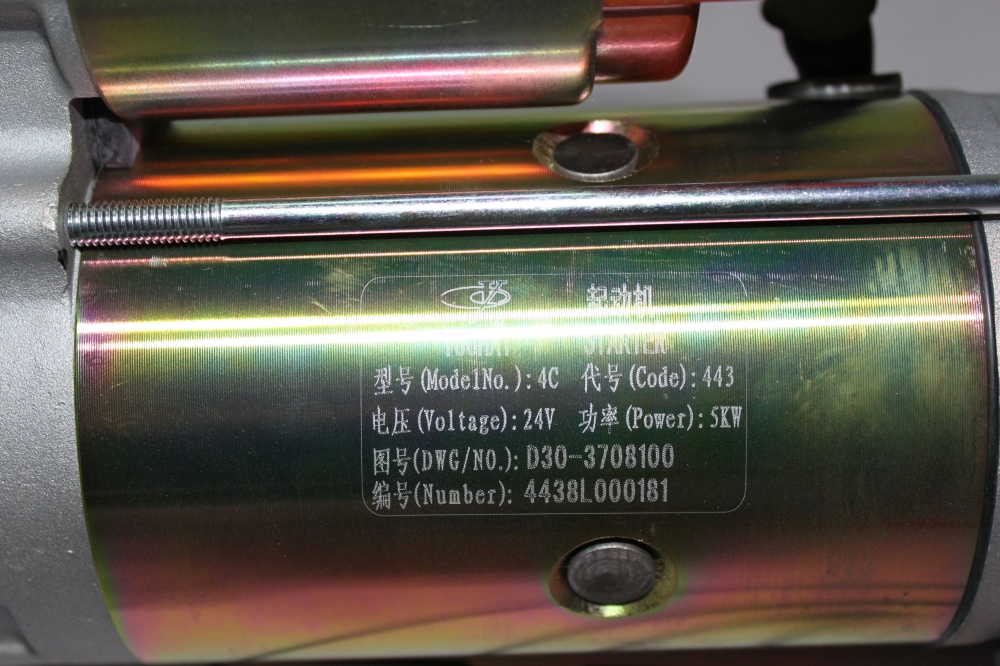 起动机
STARTER
型号(ModelNo.):4C 代号(Code):443
电压(Voltage):24V 功率(Power):5KW
图号(DWG/NO.):D30-3708100
编号(Number):4438L000181